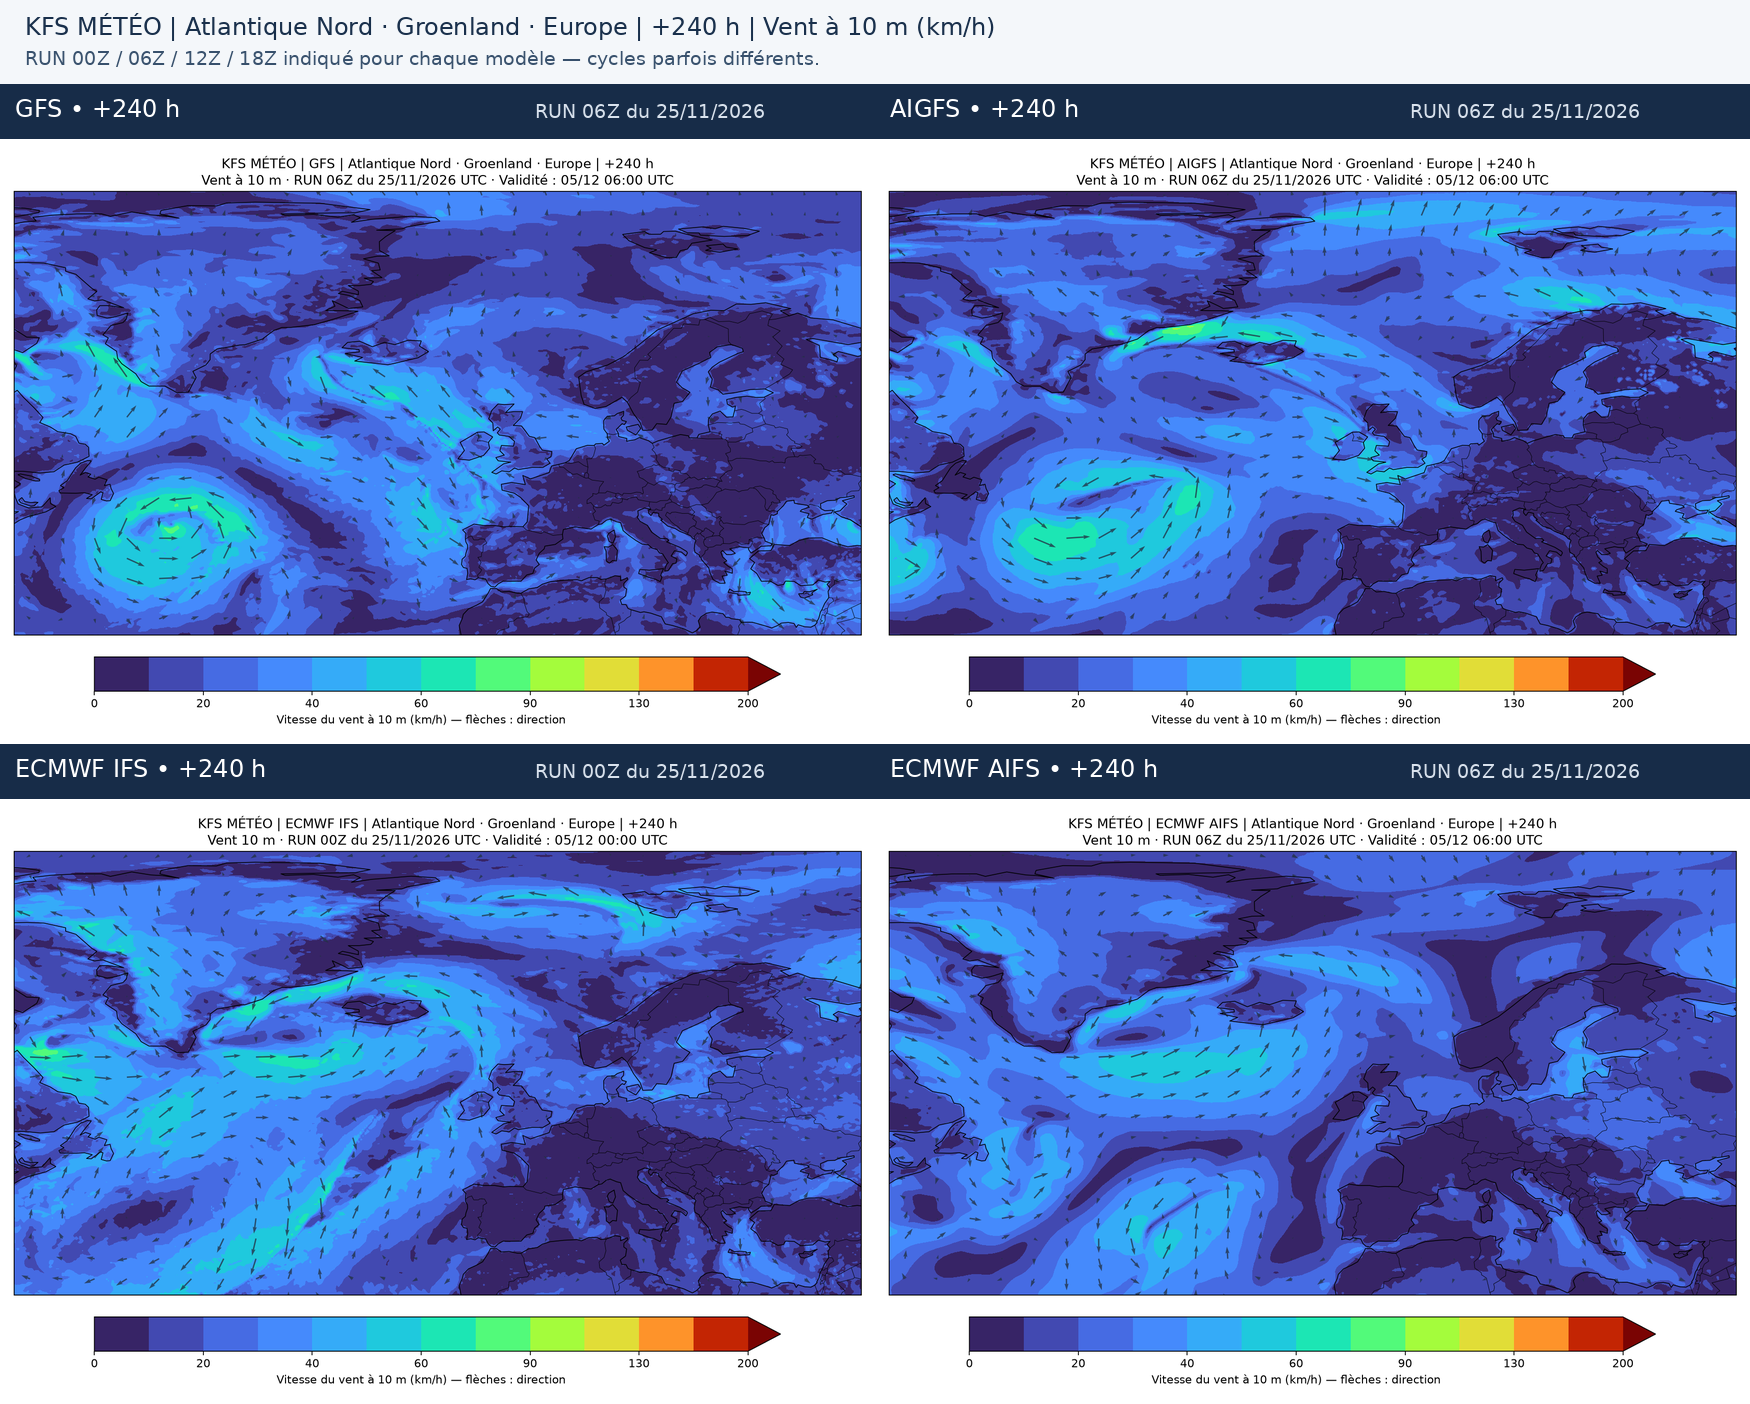 KFS MÉTÉO | Atlantique Nord · Groenland · Europe | +240 h | Vent à 10 m (km/h)
RUN 00Z / 06Z / 12Z / 18Z indiqué pour chaque modèle — cycles parfois différents.
GFS • +240 h
RUN 06Z du 25/11/2026
KFS MÉTÉO | GFS | Atlantique Nord · Groenland · Europe | +240 h
Vent à 10 m · RUN 06Z du 25/11/2026 UTC · Validité : 05/12 06:00 UTC
0 20 40 60 90 130 200
Vitesse du vent à 10 m (km/h) — flèches : direction
AIGFS • +240 h
RUN 06Z du 25/11/2026
KFS MÉTÉO | AIGFS | Atlantique Nord · Groenland · Europe | +240 h
Vent à 10 m · RUN 06Z du 25/11/2026 UTC · Validité : 05/12 06:00 UTC
0 20 40 60 90 130 200
Vitesse du vent à 10 m (km/h) — flèches : direction
ECMWF IFS • +240 h
RUN 00Z du 25/11/2026
KFS MÉTÉO | ECMWF IFS | Atlantique Nord · Groenland · Europe | +240 h
Vent 10 m · RUN 00Z du 25/11/2026 UTC · Validité : 05/12 00:00 UTC
0 20 40 60 90 130 200
Vitesse du vent à 10 m (km/h) — flèches : direction
ECMWF AIFS • +240 h
RUN 06Z du 25/11/2026
KFS MÉTÉO | ECMWF AIFS | Atlantique Nord · Groenland · Europe | +240 h
Vent 10 m · RUN 06Z du 25/11/2026 UTC · Validité : 05/12 06:00 UTC
0 20 40 60 90 130 200
Vitesse du vent à 10 m (km/h) — flèches : direction